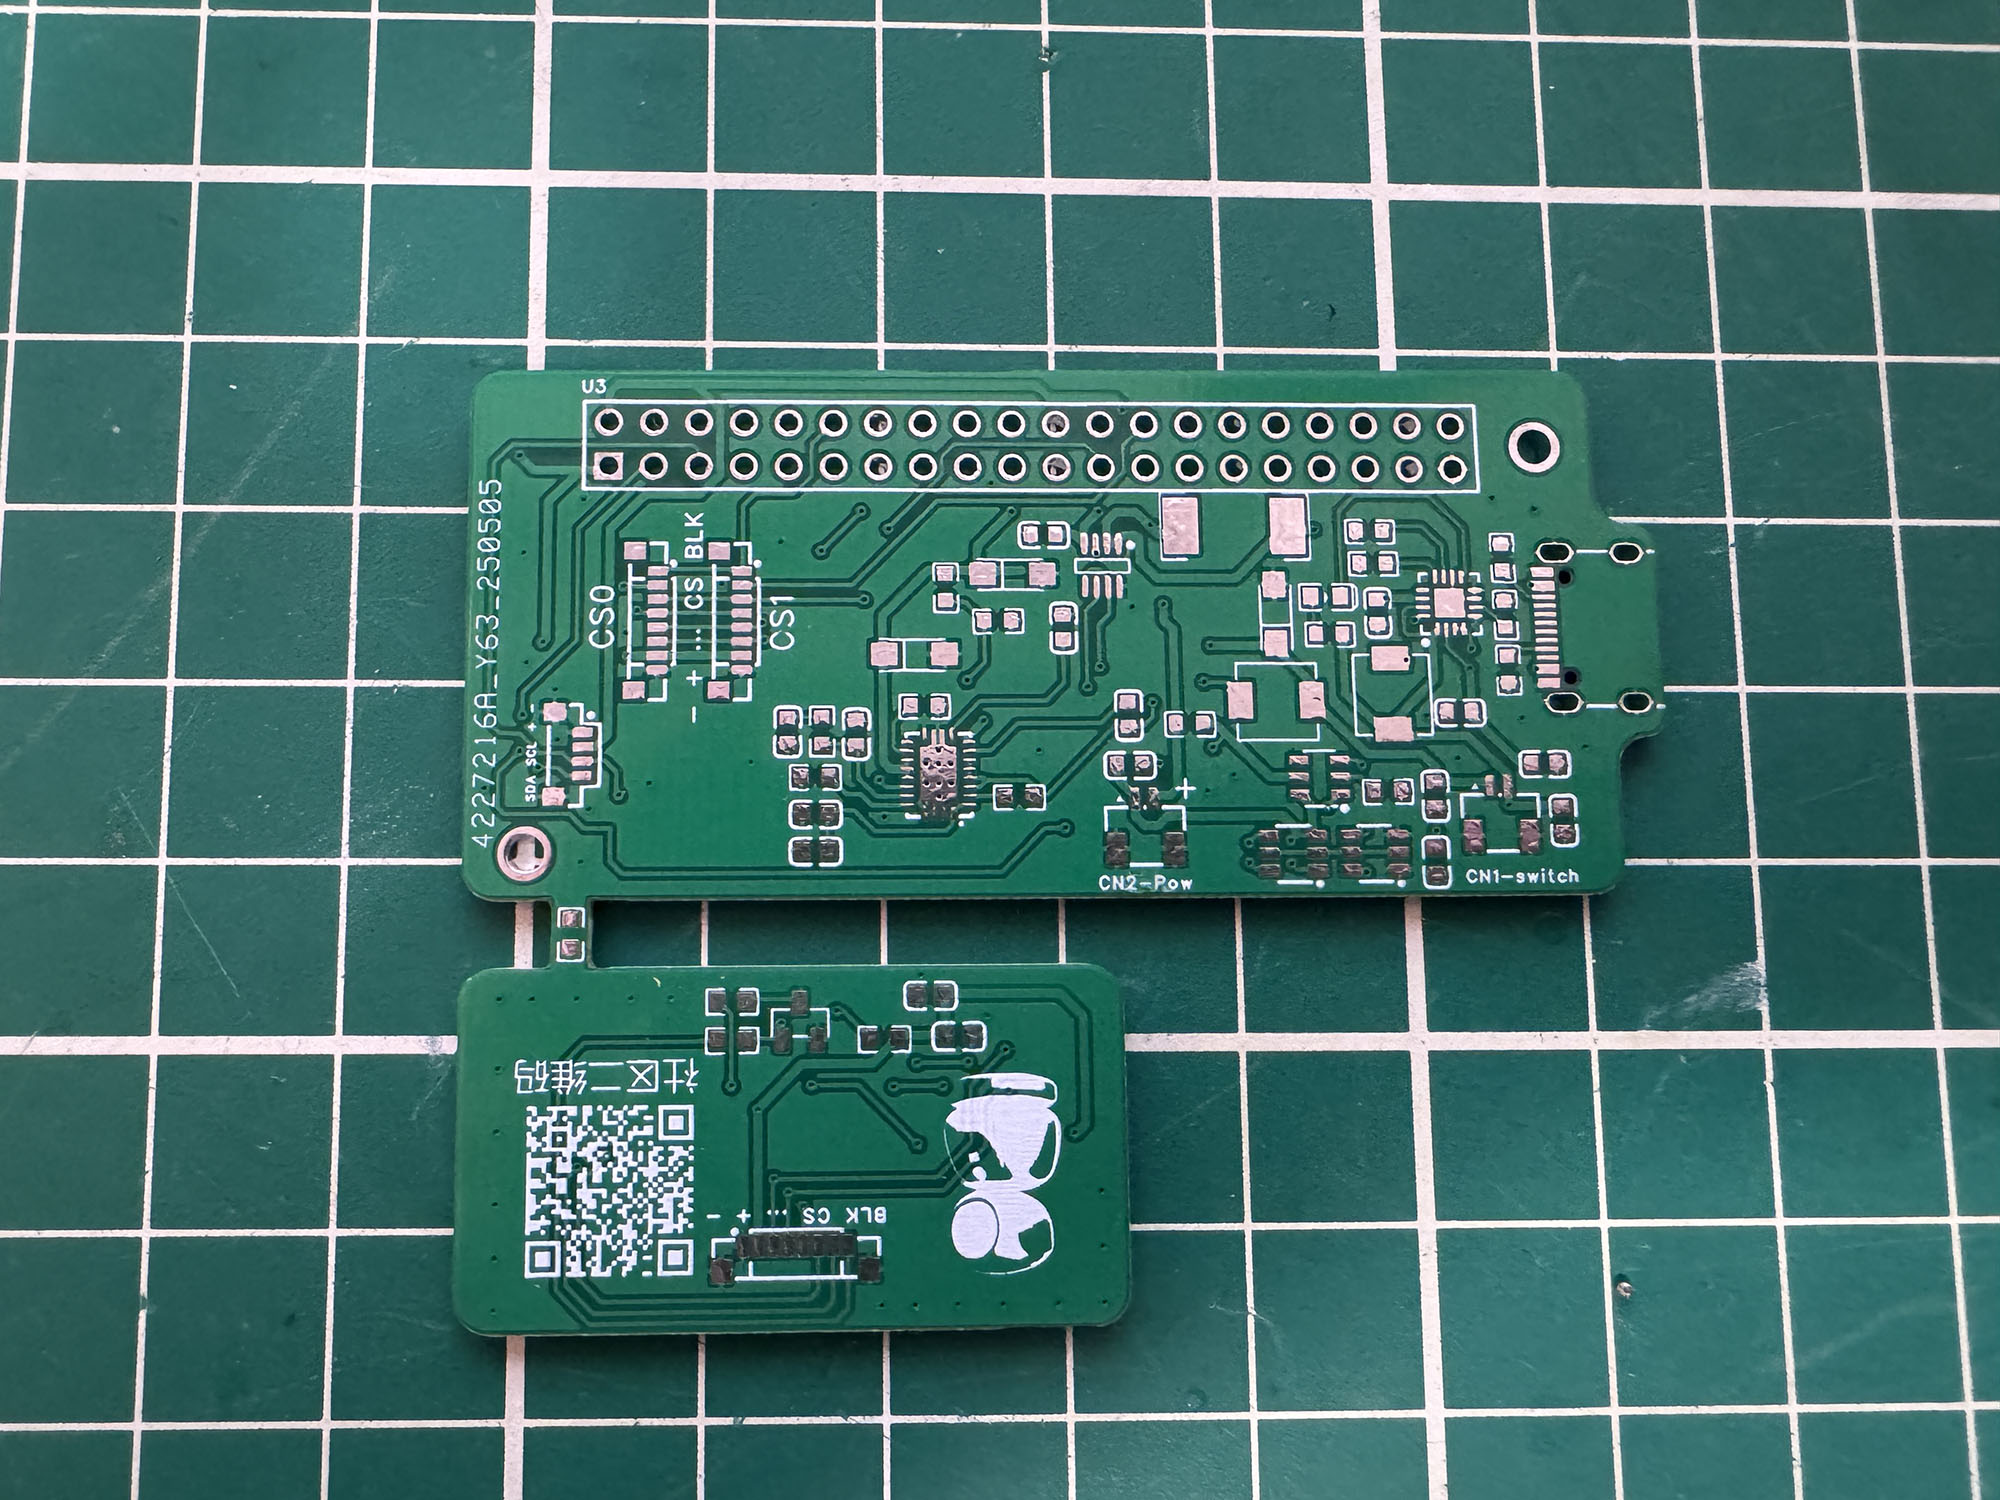 U3
4227216A_Y63_250505
CS0
- + ... CS BLK
CS1
SDA SCL + -
+
CN2-Pow
CN1-switch
社区二维码
- + ... CS BLK